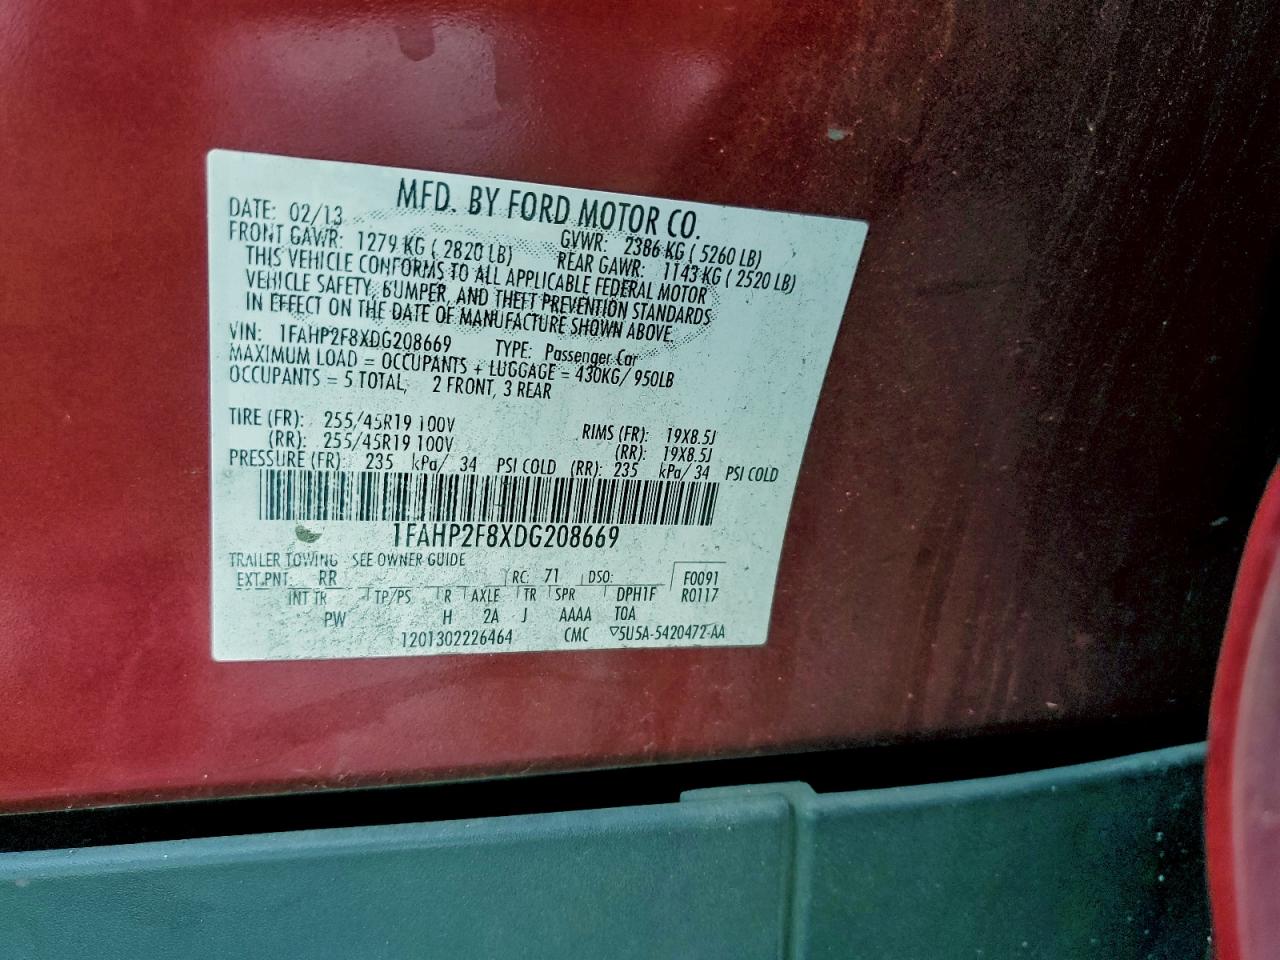 MFD. BY FORD MOTOR CO.
DATE: 02/13 GVWR: 2386 KG ( 5260 LB)
FRONT GAWR: 1279 KG ( 2820 LB) REAR GAWR: 1143 KG ( 2520 LB)
THIS VEHICLE CONFORMS TO ALL APPLICABLE FEDERAL MOTOR
VEHICLE SAFETY, BUMPER, AND THEFT PREVENTION STANDARDS
IN EFFECT ON THE DATE OF MANUFACTURE SHOWN ABOVE.
VIN: 1FAHP2F8XDG208669 TYPE: Passenger Car
MAXIMUM LOAD = OCCUPANTS + LUGGAGE = 430KG/ 950LB
OCCUPANTS = 5 TOTAL, 2 FRONT, 3 REAR
TIRE (FR): 255/45R19 100V RIMS (FR): 19X8.5J
(RR): 255/45R19 100V (RR): 19X8.5J
PRESSURE (FR): 235 kPa/ 34 PSI COLD (RR): 235 kPa/ 34 PSI COLD
1FAHP2F8XDG208669
TRAILER TOWING SEE OWNER GUIDE
EXT.PNT. RR RC: 71 DSO: F0091
INT TR TP/PS R AXLE TR SPR DPH1F R0117
PW H 2A J AAAA TOA
1201302226464 CMC ▽5U5A-5420472-AA